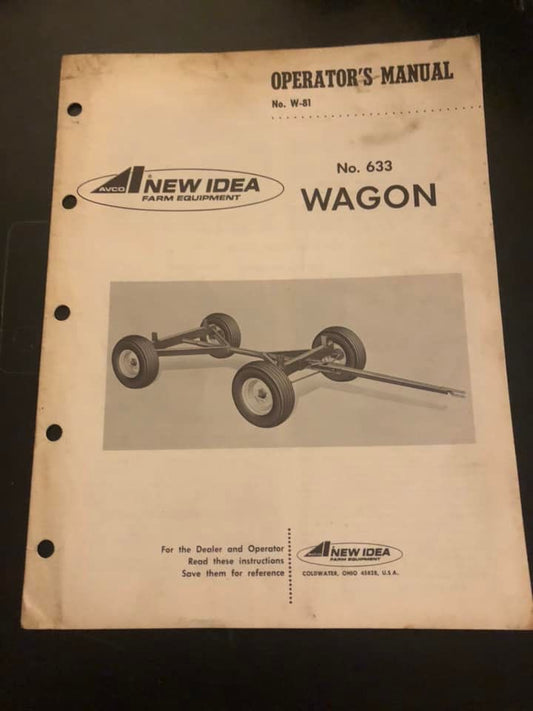 OPERATOR'S MANUAL
No. W-81
AVCO NEW IDEA
FARM EQUIPMENT
No. 633
WAGON
For the Dealer and Operator
Read these instructions
Save them for reference
AVCO NEW IDEA
FARM EQUIPMENT
COLDWATER, OHIO 45828, U.S.A.